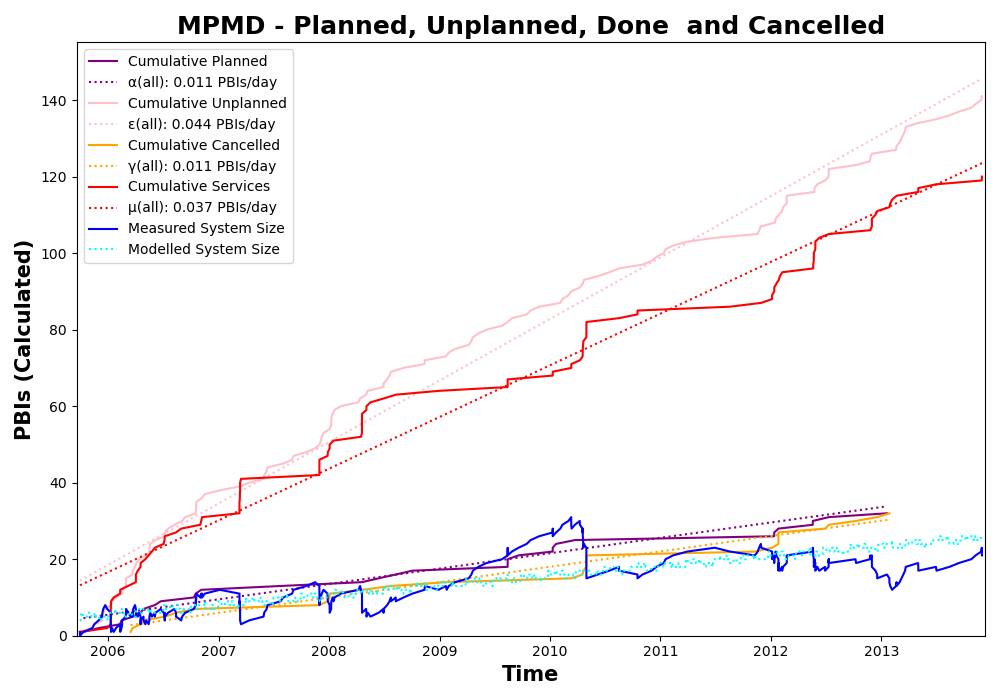 MPMD - Planned, Unplanned, Done  and Cancelled
Cumulative Planned
α(all): 0.011 PBIs/day
Cumulative Unplanned
ε(all): 0.044 PBIs/day
Cumulative Cancelled
γ(all): 0.011 PBIs/day
Cumulative Services
μ(all): 0.037 PBIs/day
Measured System Size
Modelled System Size
PBIs (Calculated)
140
120
100
80
60
40
20
0
2006 2007 2008 2009 2010 2011 2012 2013
Time